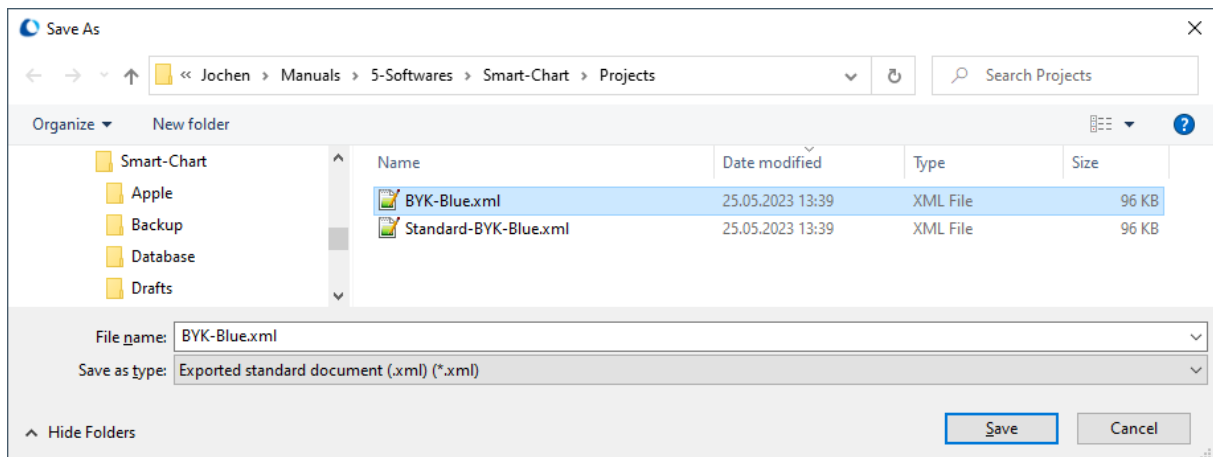 Save As
« Jochen › Manuals › 5-Softwares › Smart-Chart › Projects
Search Projects
Organize New folder
?
Smart-Chart
Apple
Backup
Database
Drafts
Name Date modified Type Size
BYK-Blue.xml 25.05.2023 13:39 XML File 96 KB
Standard-BYK-Blue.xml 25.05.2023 13:39 XML File 96 KB
File name: BYK-Blue.xml
Save as type: Exported standard document (.xml) (*.xml)
Hide Folders
Save Cancel